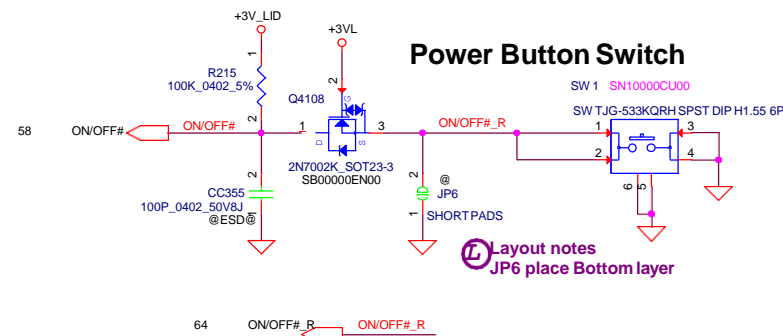 +3V_LID
+3VL
Power Button Switch
1
R215
100K_0402_5%
2
Q4108
2
G
SW 1 SN10000CU00
SW TJG-533KQRH SPST DIP H1.55 6P
58 ON/OFF# ON/OFF# 1 D S 3 ON/OFF#_R 1 3
2 4
2N7002K_SOT23-3
SB00000EN00
2
CC355
100P_0402_50V8J
@ESD@
1
2
@
JP6
1
SHORT PADS
6 5
L Layout notes
JP6 place Bottom layer
64 ON/OFF#_R ON/OFF#_R